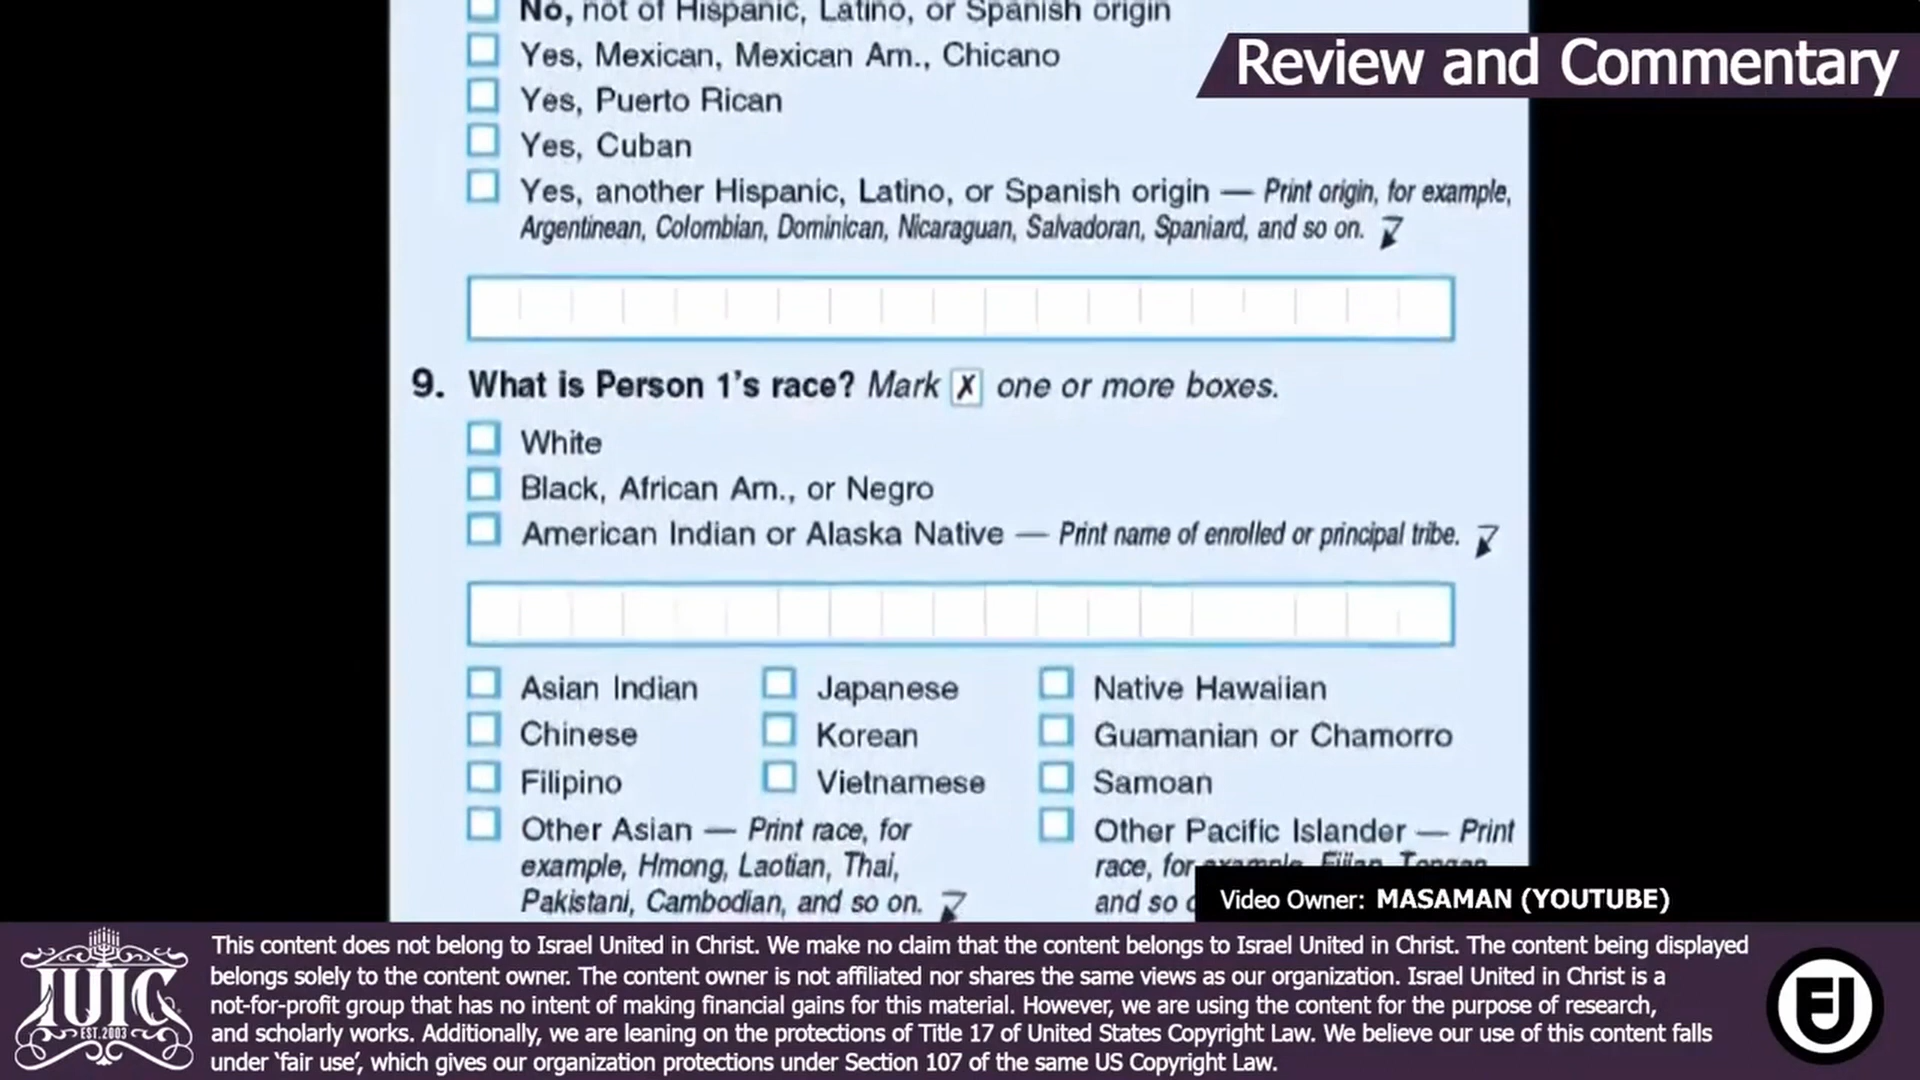 No, not of Hispanic, Latino, or Spanish origin
Yes, Mexican, Mexican Am., Chicano
Yes, Puerto Rican
Yes, Cuban
Yes, another Hispanic, Latino, or Spanish origin — Print origin, for example,
Argentinean, Colombian, Dominican, Nicaraguan, Salvadoran, Spaniard, and so on.
Review and Commentary
9. What is Person 1's race? Mark X one or more boxes.
White
Black, African Am., or Negro
American Indian or Alaska Native — Print name of enrolled or principal tribe.
Asian Indian
Japanese
Native Hawaiian
Chinese
Korean
Guamanian or Chamorro
Filipino
Vietnamese
Samoan
Other Asian — Print race, for
example, Hmong, Laotian, Thai,
Pakistani, Cambodian, and so on.
Other Pacific Islander — Print
race, for example, Fijian, Tongan,
and so
Video Owner: MASAMAN (YOUTUBE)
IUIC
EST. 2003
This content does not belong to Israel United in Christ. We make no claim that the content belongs to Israel United in Christ. The content being displayed
belongs solely to the content owner. The content owner is not affiliated nor shares the same views as our organization. Israel United in Christ is a
not-for-profit group that has no intent of making financial gains for this material. However, we are using the content for the purpose of research,
and scholarly works. Additionally, we are leaning on the protections of Title 17 of United States Copyright Law. We believe our use of this content falls
under 'fair use', which gives our organization protections under Section 107 of the same US Copyright Law.